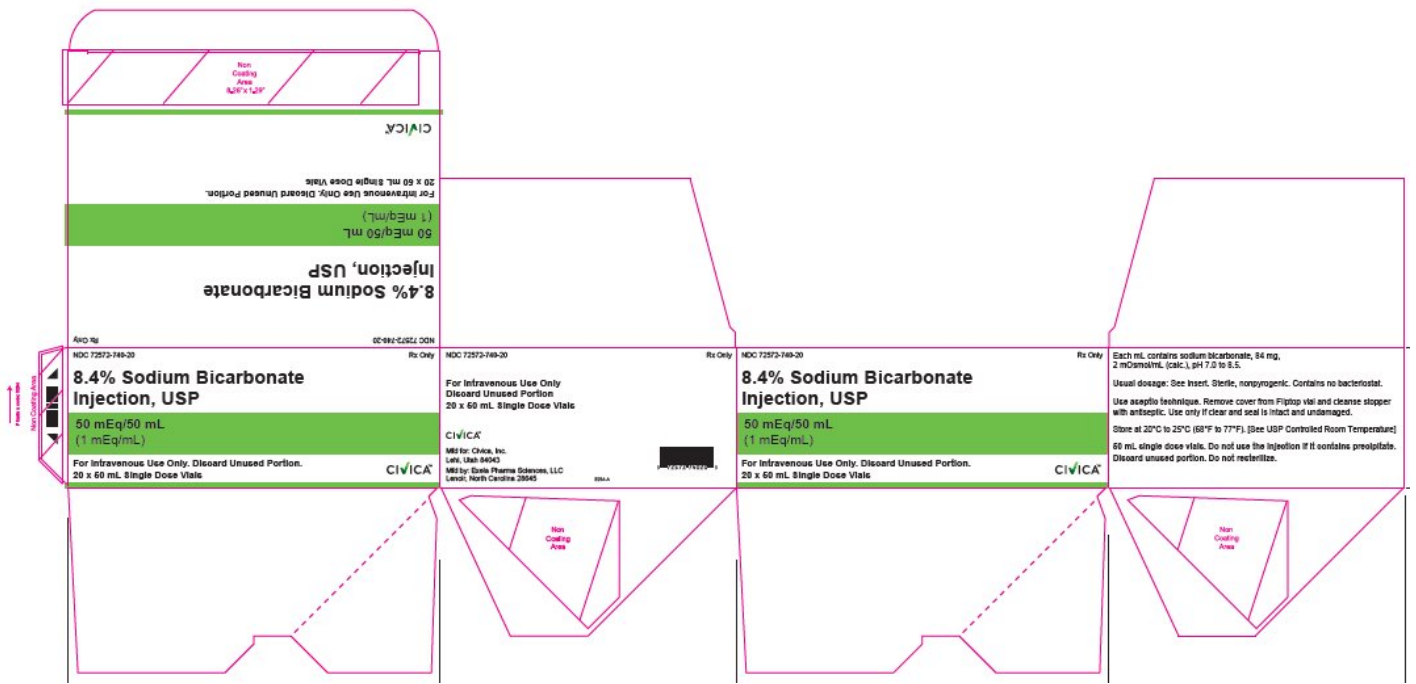 Non
Coating
Area
8.26" x 1.29"
CIVICA
20 x 50 mL Single Dose Vials
For Intravenous Use Only. Discard Unused Portion.
(1 mEq/mL)
50 mEq/50 mL
Injection, USP
8.4% Sodium Bicarbonate
NDC 72572-740-20 Rx Only
Non Coating Area
NDC 72572-740-20 Rx Only
8.4% Sodium Bicarbonate
Injection, USP
50 mEq/50 mL
(1 mEq/mL)
For Intravenous Use Only. Discard Unused Portion.
20 x 50 mL Single Dose Vials
CIVICA
NDC 72572-740-20 Rx Only
For Intravenous Use Only
Discard Unused Portion
20 x 50 mL Single Dose Vials
CIVICA
Mfd for: Civica, Inc.
Lehi, Utah 84043
Mfd by: Exela Pharma Sciences, LLC
Lenoir, North Carolina 28645
NDC 72572-740-20 Rx Only
8.4% Sodium Bicarbonate
Injection, USP
50 mEq/50 mL
(1 mEq/mL)
For Intravenous Use Only. Discard Unused Portion.
20 x 50 mL Single Dose Vials
CIVICA
Each mL contains sodium bicarbonate, 84 mg,
2 mOsmol/mL (calc.), pH 7.0 to 8.5.
Usual dosage: See insert. Sterile, nonpyrogenic. Contains no bacteriostat.
Use aseptic technique. Remove cover from Fliptop vial and cleanse stopper
with antiseptic. Use only if clear and seal is intact and undamaged.
Store at 20°C to 25°C (68°F to 77°F). [See USP Controlled Room Temperature]
50 mL single dose vials. Do not use the injection if it contains precipitate.
Discard unused portion. Do not resterilize.
Non
Coating
Area
Non
Coating
Area